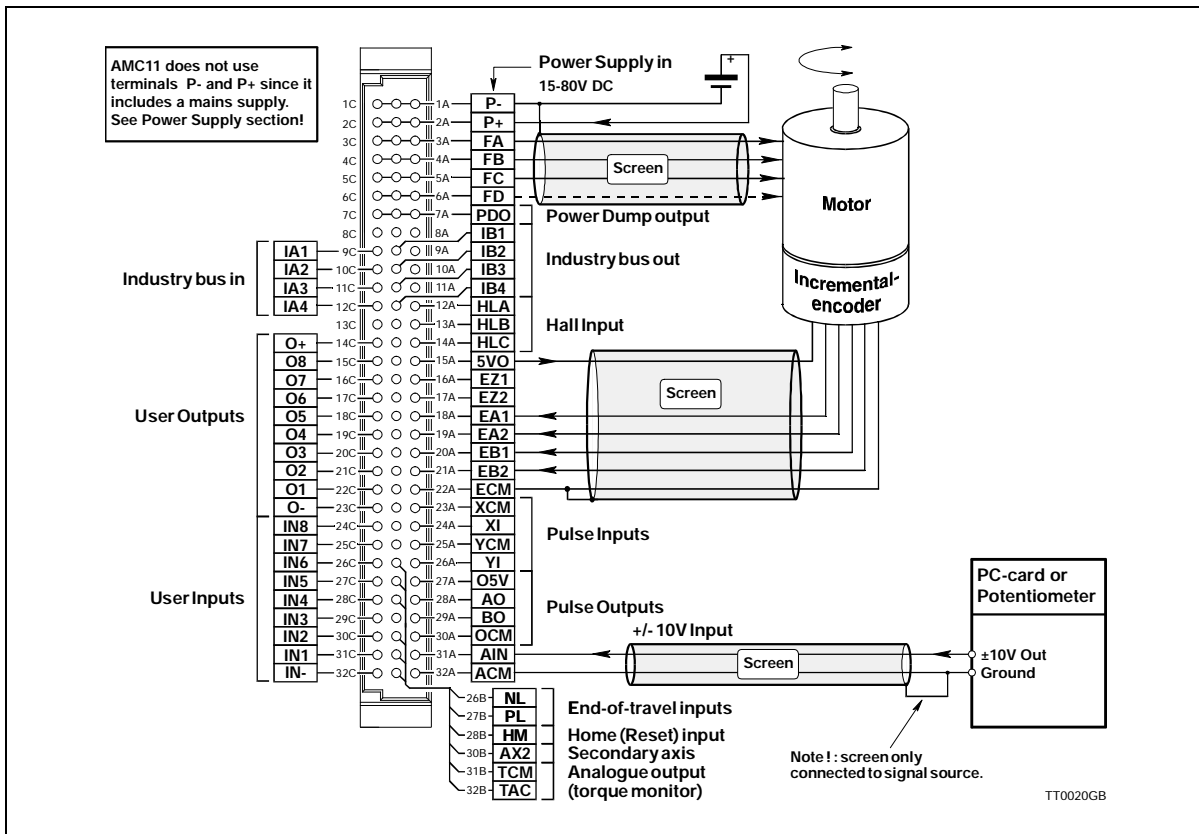 AMC11 does not use
terminals P- and P+ since it
includes a mains supply.
See Power Supply section!
Power Supply in
15-80V DC
+
1C 1A P-
2C 2A P+
3C 3A FA
4C 4A FB
5C 5A FC
6C 6A FD
7C 7A PDO
8C 8A IB1
IA1 9C 9A IB2
IA2 10C 10A IB3
IA3 11C 11A IB4
IA4 12C 12A HLA
13C 13A HLB
O+ 14C 14A HLC
O8 15C 15A 5VO
O7 16C 16A EZ1
O6 17C 17A EZ2
O5 18C 18A EA1
O4 19C 19A EA2
O3 20C 20A EB1
O2 21C 21A EB2
O1 22C 22A ECM
O- 23C 23A XCM
IN8 24C 24A XI
IN7 25C 25A YCM
IN6 26C 26A YI
IN5 27C 27A O5V
IN4 28C 28A AO
IN3 29C 29A BO
IN2 30C 30A OCM
IN1 31C 31A AIN
IN- 32C 32A ACM
26B NL
27B PL
28B HM
30B AX2
31B TCM
32B TAC
Industry bus in
User Outputs
User Inputs
Screen
Power Dump output
Industry bus out
Hall Input
Screen
Pulse Inputs
Pulse Outputs
+/- 10V Input
Screen
End-of-travel inputs
Home (Reset) input
Secondary axis
Analogue output
(torque monitor)
Motor
Incremental-
encoder
PC-card or
Potentiometer
±10V Out
Ground
Note ! : screen only
connected to signal source.
TT0020GB